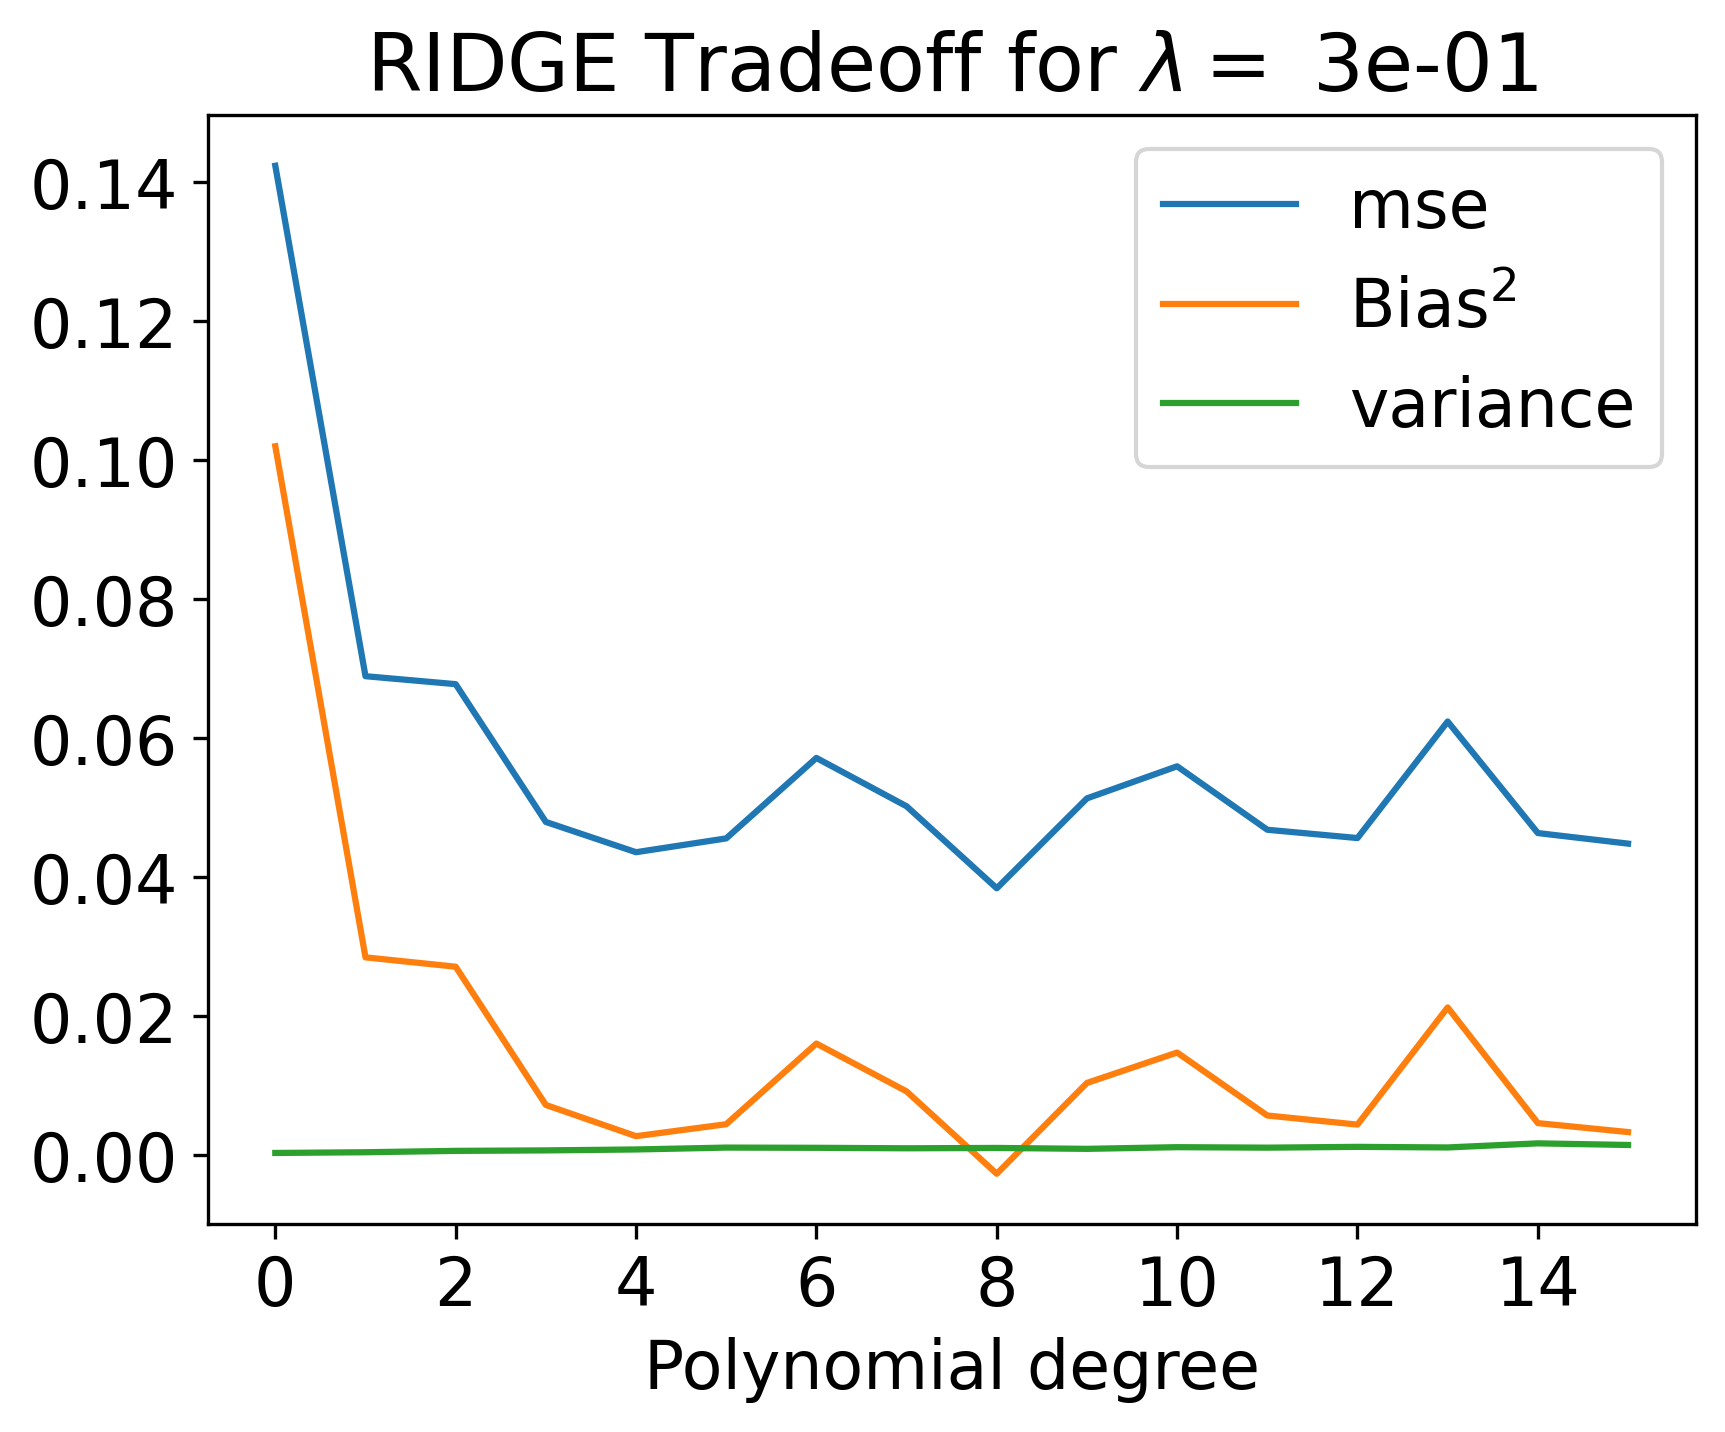 RIDGE Tradeoff for λ = 3e-01
mse
Bias²
variance
0.14
0.12
0.10
0.08
0.06
0.04
0.02
0.00
0 2 4 6 8 10 12 14
Polynomial degree